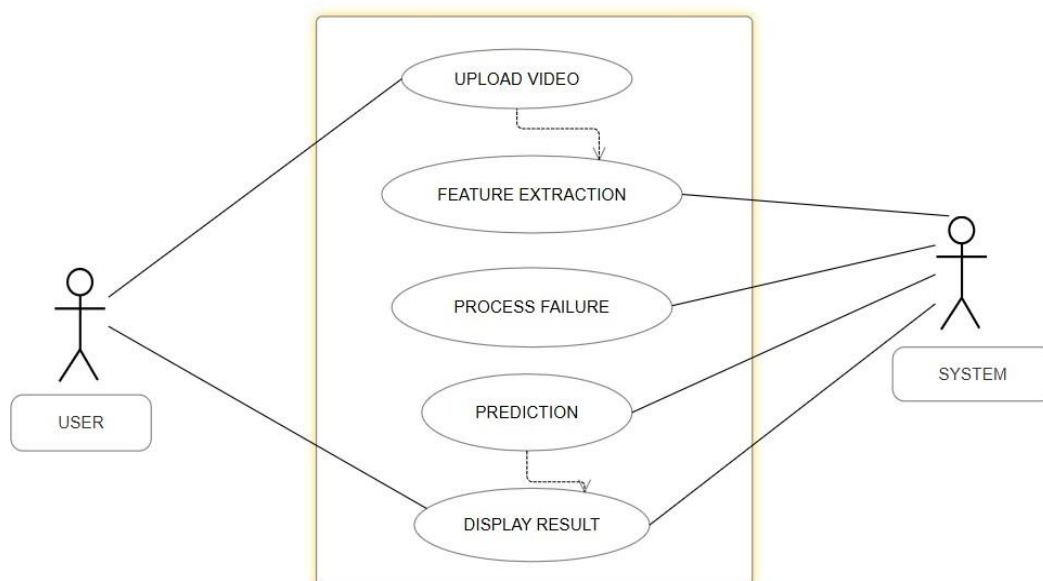 UPLOAD VIDEO
FEATURE EXTRACTION
PROCESS FAILURE
SYSTEM
PREDICTION
USER
DISPLAY RESULT